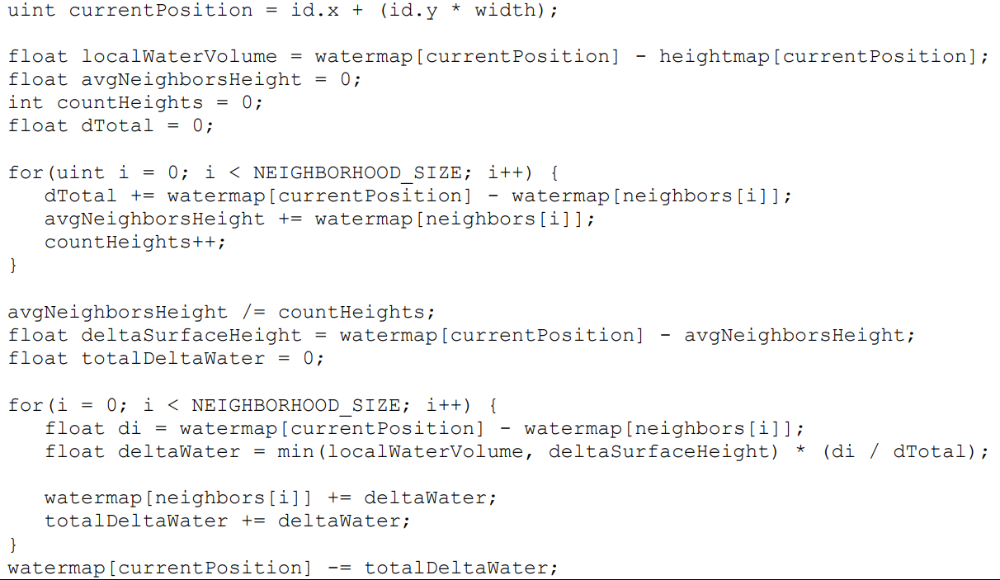 uint currentPosition = id.x + (id.y * width);
float localWaterVolume = watermap[currentPosition] - heightmap[currentPosition];
float avgNeighborsHeight = 0;
int countHeights = 0;
float dTotal = 0;
for(uint i = 0; i < NEIGHBORHOOD_SIZE; i++) {
dTotal += watermap[currentPosition] - watermap[neighbors[i]];
avgNeighborsHeight += watermap[neighbors[i]];
countHeights++;
}
avgNeighborsHeight /= countHeights;
float deltaSurfaceHeight = watermap[currentPosition] - avgNeighborsHeight;
float totalDeltaWater = 0;
for(i = 0; i < NEIGHBORHOOD_SIZE; i++) {
float di = watermap[currentPosition] - watermap[neighbors[i]];
float deltaWater = min(localWaterVolume, deltaSurfaceHeight) * (di / dTotal);
watermap[neighbors[i]] += deltaWater;
totalDeltaWater += deltaWater;
}
watermap[currentPosition] -= totalDeltaWater;